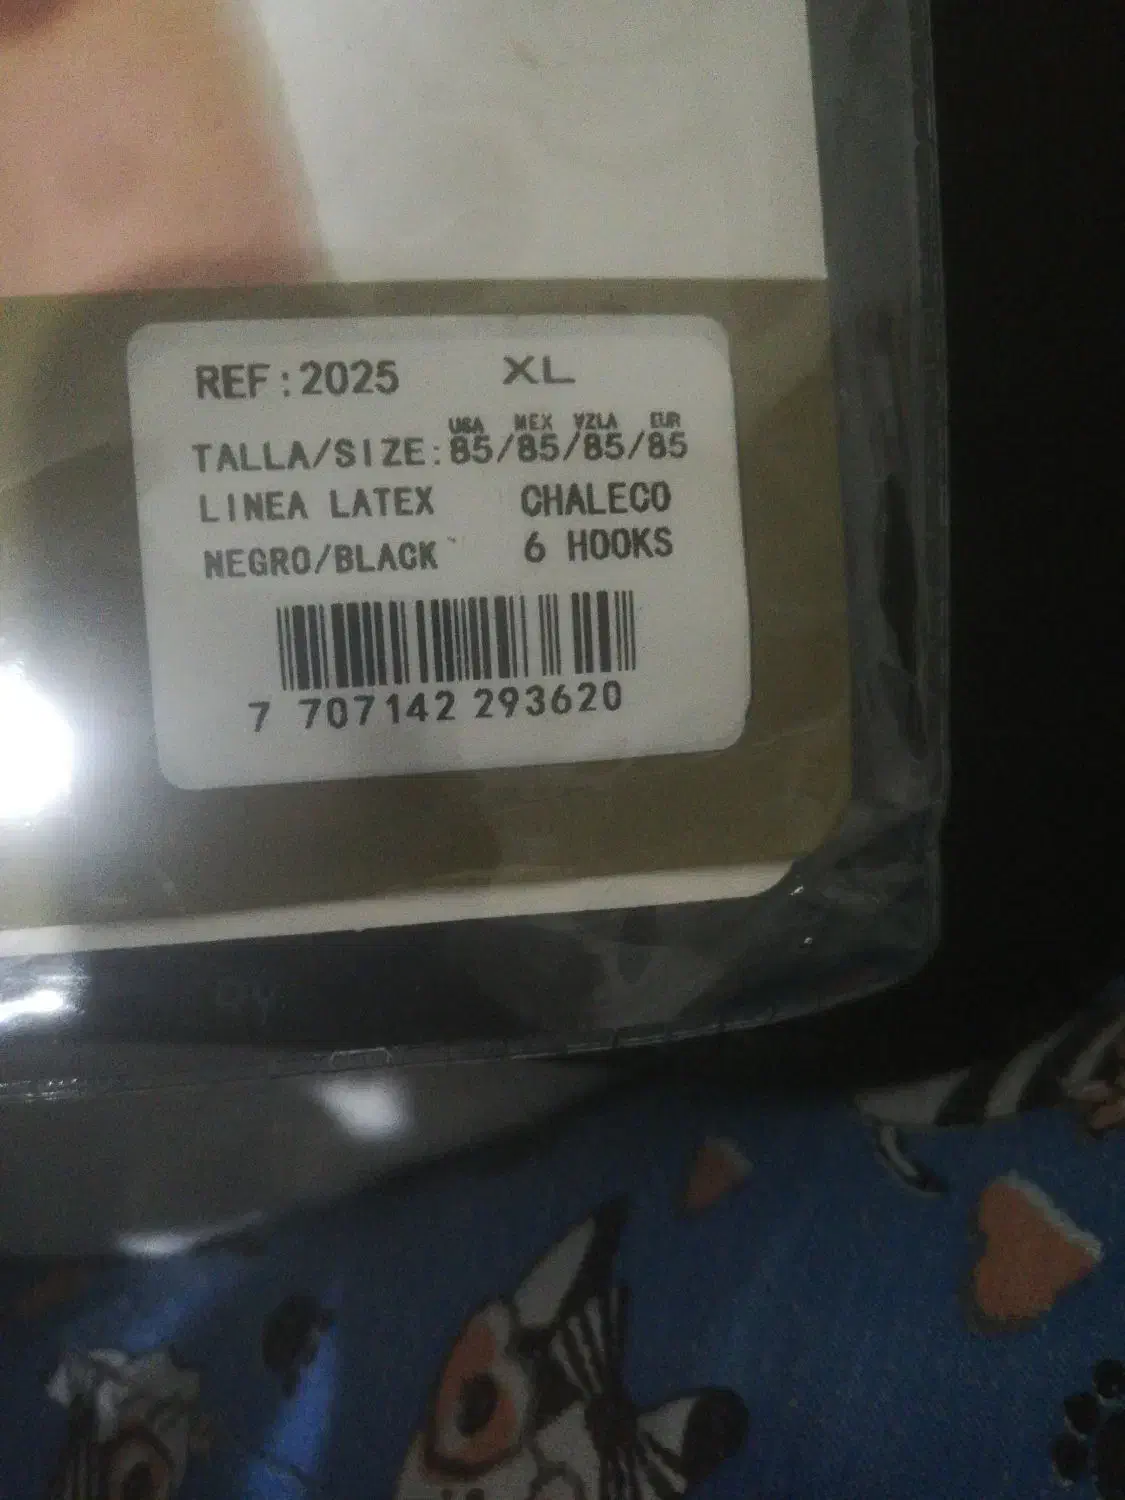 REF:2025 XL
USA MEX VZLA EUR
TALLA/SIZE:85/85/85/85
LINEA LATEX CHALECO
NEGRO/BLACK 6 HOOKS
7 707142 293620